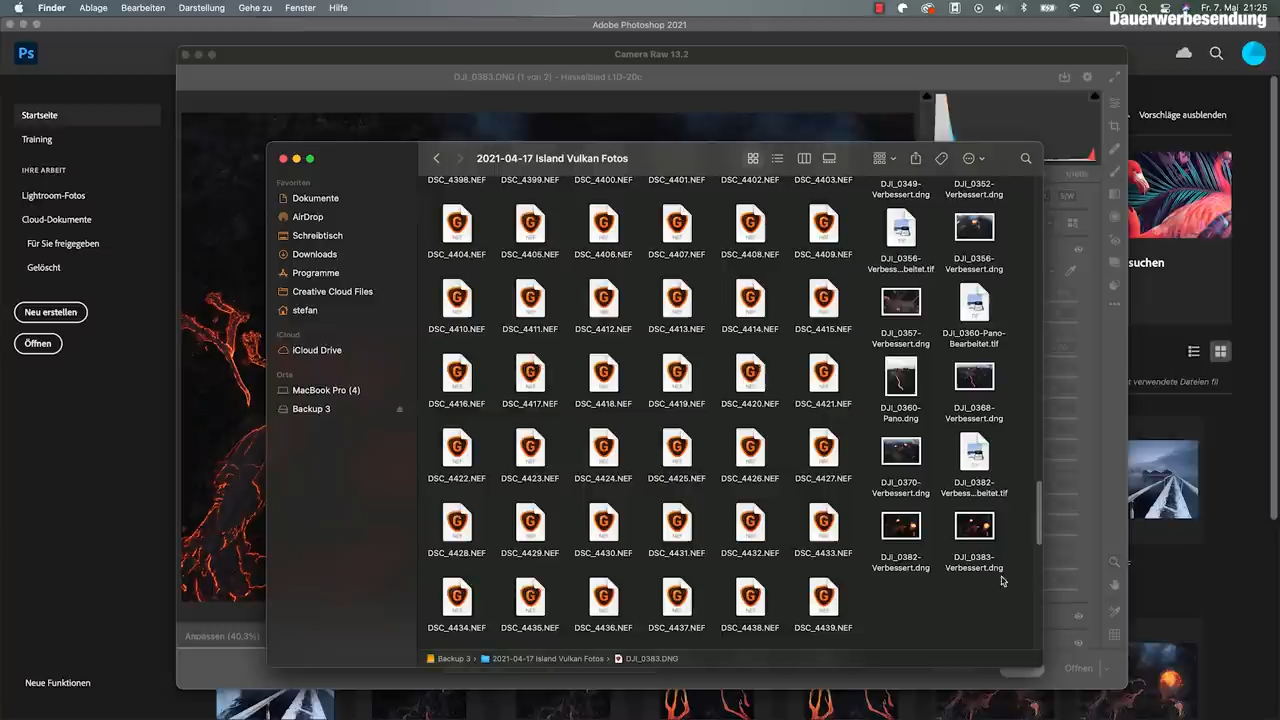 Finder Ablage Bearbeiten Darstellung Gehe zu Fenster Hilfe
Fr. 7. Mai 21:25
Dauerwerbesendung
Adobe Photoshop 2021
Ps
Camera Raw 13.2
DJI_0383.DNG (1 von 2) - Hasselblad L1D-20c
Startseite
Training
IHRE ARBEIT
Lightroom-Fotos
Cloud-Dokumente
Für Sie freigegeben
Gelöscht
Neu erstellen
Öffnen
Neue Funktionen
Vorschläge ausblenden
suchen
Anpassen (40,3%)
Öffnen
S/W
2021-04-17 Island Vulkan Fotos
Favoriten
Dokumente
AirDrop
Schreibtisch
Downloads
Programme
Creative Cloud Files
stefan
iCloud
iCloud Drive
Orte
MacBook Pro (4)
Backup 3
DSC_4398.NEF DSC_4399.NEF DSC_4400.NEF DSC_4401.NEF DSC_4402.NEF DSC_4403.NEF
DJI_0349-Verbessert.dng DJI_0352-Verbessert.dng
DSC_4404.NEF DSC_4405.NEF DSC_4406.NEF DSC_4407.NEF DSC_4408.NEF DSC_4409.NEF
DJI_0356-Verbess...beitet.tif DJI_0356-Verbessert.dng
DSC_4410.NEF DSC_4411.NEF DSC_4412.NEF DSC_4413.NEF DSC_4414.NEF DSC_4415.NEF
DJI_0357-Verbessert.dng DJI_0360-Pano-Bearbeitet.tif
DSC_4416.NEF DSC_4417.NEF DSC_4418.NEF DSC_4419.NEF DSC_4420.NEF DSC_4421.NEF
DJI_0360-Pano.dng DJI_0368-Verbessert.dng
DSC_4422.NEF DSC_4423.NEF DSC_4424.NEF DSC_4425.NEF DSC_4426.NEF DSC_4427.NEF
DJI_0370-Verbessert.dng DJI_0382-Verbess...beitet.tif
DSC_4428.NEF DSC_4429.NEF DSC_4430.NEF DSC_4431.NEF DSC_4432.NEF DSC_4433.NEF
DJI_0382-Verbessert.dng DJI_0383-Verbessert.dng
DSC_4434.NEF DSC_4435.NEF DSC_4436.NEF DSC_4437.NEF DSC_4438.NEF DSC_4439.NEF
Backup 3 › 2021-04-17 Island Vulkan Fotos › DJI_0383.DNG